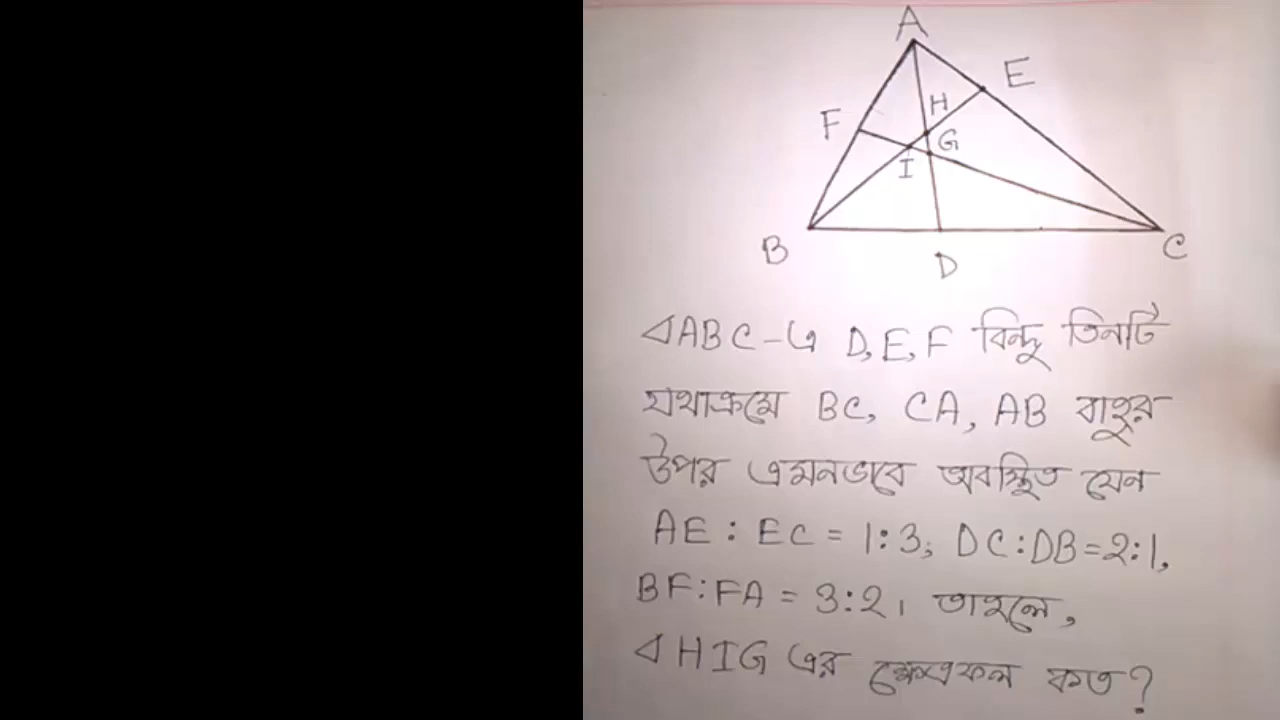 A
E
F
H
G
I
B
D
C
△ABC-এ D, E, F বিন্দু তিনটি
যথাক্রমে BC, CA, AB বাহুর
উপর এমনভাবে অবস্থিত যেন
AE : EC = 1:3; DC:DB=2:1,
BF:FA = 3:2। তাহলে,
△HIG এর ক্ষেত্রফল কত?